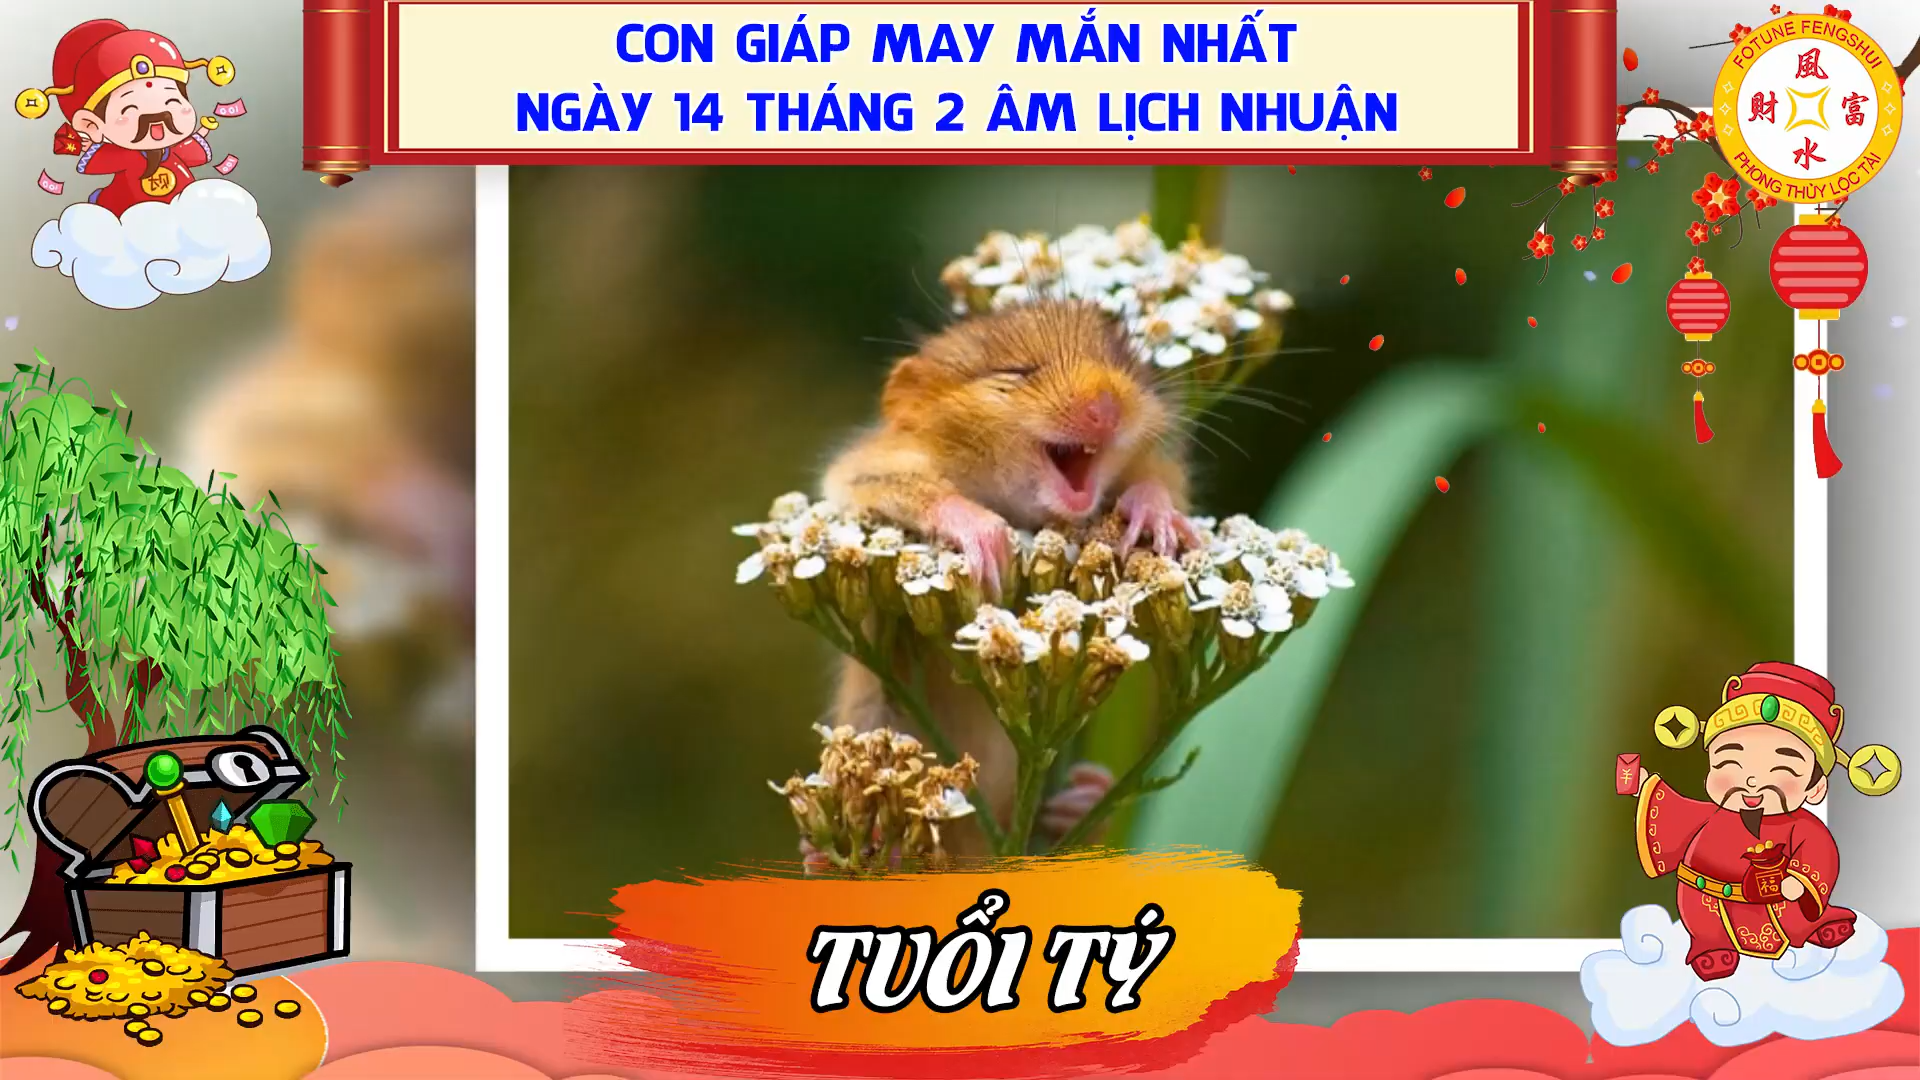 CON GIÁP MAY MẮN NHẤT
NGÀY 14 THÁNG 2 ÂM LỊCH NHUẬN
FOTUNE FENGSHUI
風
財 富
水
PHONG THỦY LỘC TÀI
福
TUỔI TÝ